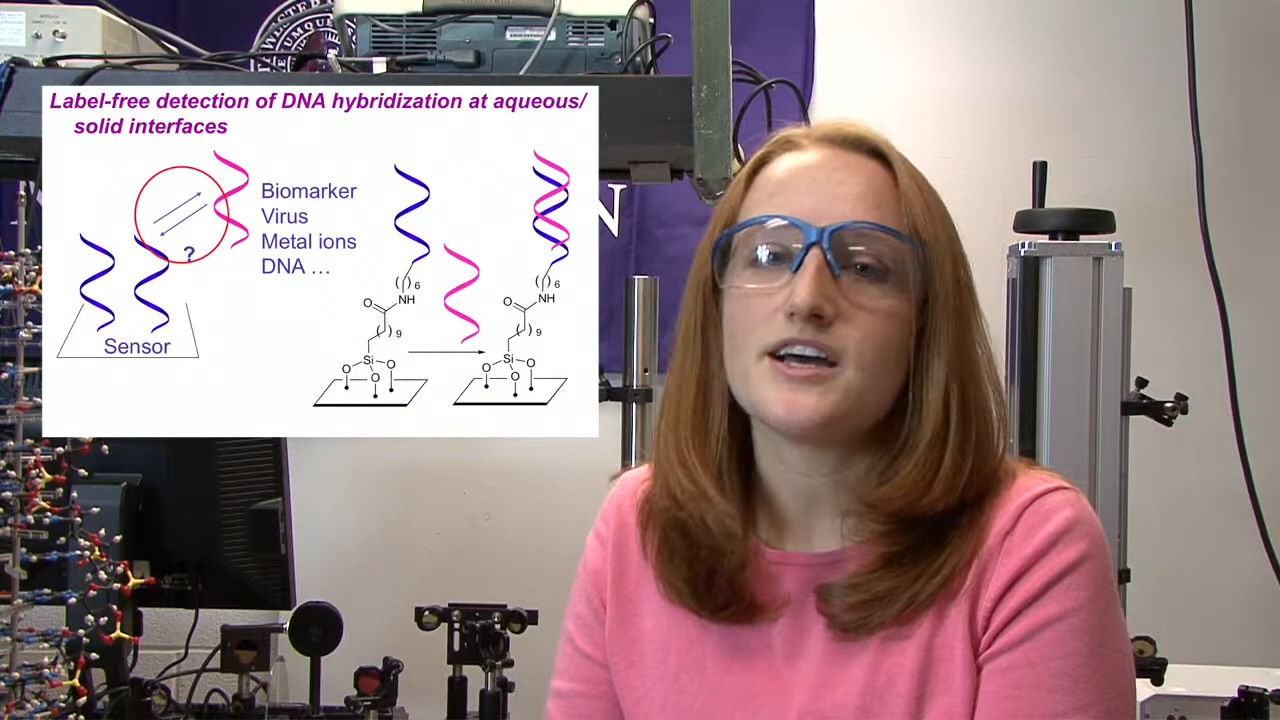 Label-free detection of DNA hybridization at aqueous/
solid interfaces
Biomarker
Virus
Metal ions
DNA …
?
Sensor
( ) 6
NH
O
( ) 9
Si
O
O
O
( ) 6
NH
O
( ) 9
Si
O
O
O
N